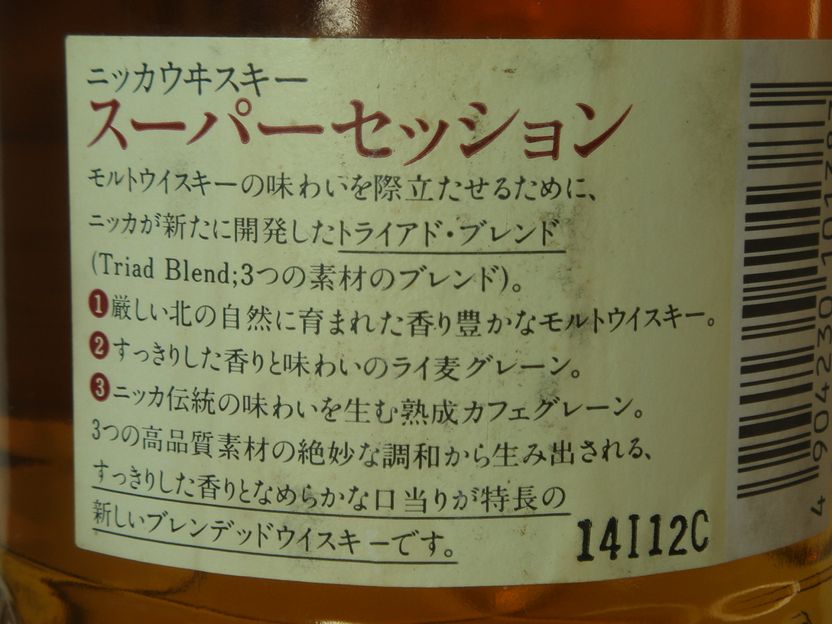 ニッカウヰスキー
スーパーセッション
モルトウイスキーの味わいを際立たせるために、
ニッカが新たに開発したトライアド・ブレンド
(Triad Blend;3つの素材のブレンド)。
❶厳しい北の自然に育まれた香り豊かなモルトウイスキー。
❷すっきりした香りと味わいのライ麦グレーン。
❸ニッカ伝統の味わいを生む熟成カフェグレーン。
3つの高品質素材の絶妙な調和から生み出される、
すっきりした香りとなめらかな口当りが特長の
新しいブレンデッドウイスキーです。
14I12C